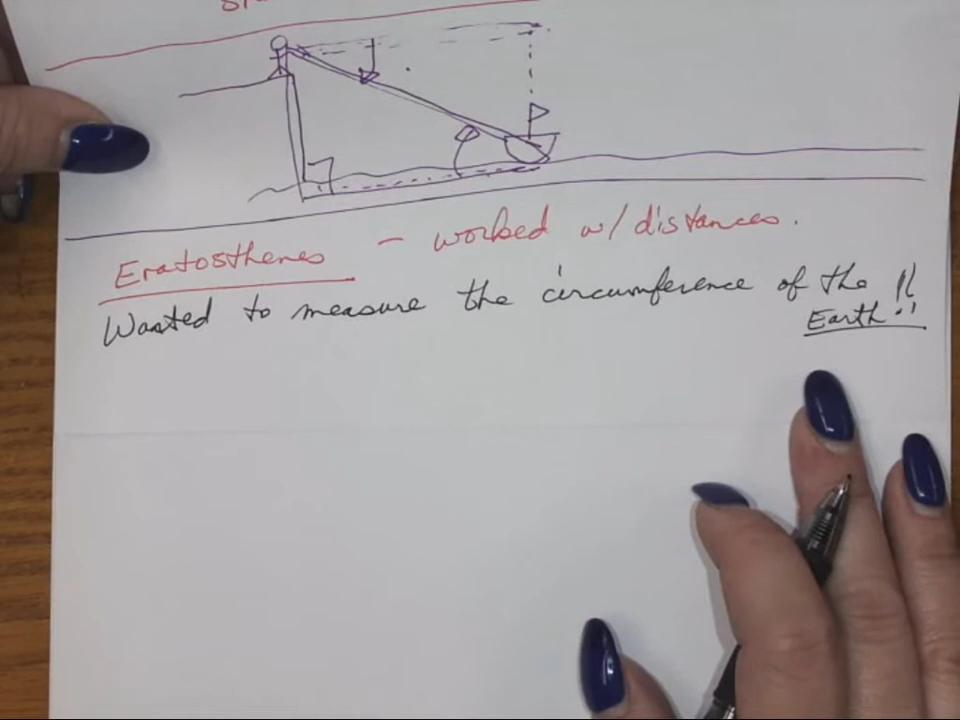 Eratosthenes - worked w/ distances.
Wanted to measure the circumference of the
Earth!!